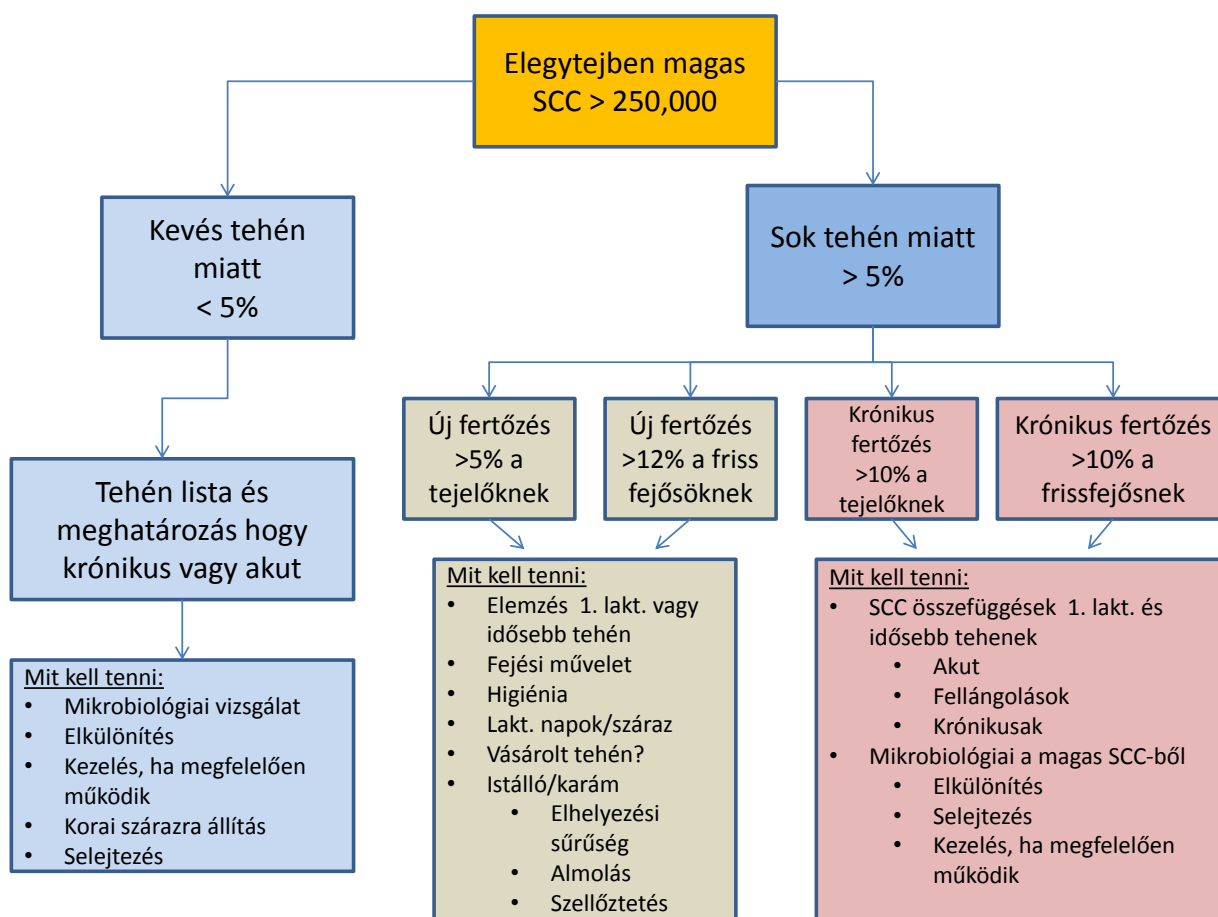 Elegytejben magas
SCC > 250,000
Kevés tehén
miatt
< 5%
Sok tehén miatt
> 5%
Tehén lista és
meghatározás hogy
krónikus vagy akut
Új fertőzés
>5% a
tejelőknek
Új fertőzés
>12% a friss
fejősöknek
Krónikus
fertőzés
>10% a
tejelőknek
Krónikus fertőzés
>10% a
frissfejősnek
Mit kell tenni:
• Mikrobiológiai vizsgálat
• Elkülönítés
• Kezelés, ha megfelelően
működik
• Korai szárazra állítás
• Selejtezés
Mit kell tenni:
• Elemzés 1. lakt. vagy
idősebb tehén
• Fejési művelet
• Higiénia
• Lakt. napok/száraz
• Vásárolt tehén?
• Istálló/karám
• Elhelyezési
sűrűség
• Almolás
• Szellőztetés
Mit kell tenni:
• SCC összefüggések 1. lakt. és
idősebb tehenek
• Akut
• Fellángolások
• Krónikusak
• Mikrobiológiai a magas SCC-ből
• Elkülönítés
• Selejtezés
• Kezelés, ha megfelelően
működik